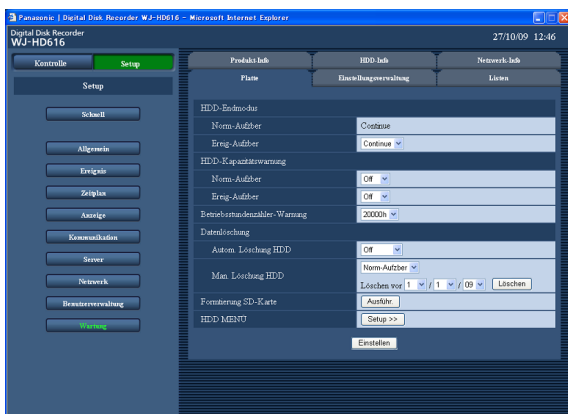 Panasonic | Digital Disk Recorder WJ-HD616 - Microsoft Internet Explorer
Digital Disk Recorder
WJ-HD616
27/10/09 12:46
Kontrolle Setup
Produkt-Info HDD-Info Netzwerk-Info
Platte Einstellungsverwaltung Listen
Setup
Schnell
Allgemein
Ereignis
Zeitplan
Anzeige
Kommunikation
Server
Netzwerk
Benutzerverwaltung
Wartung
HDD-Endmodus
Norm-Aufzber Continue
Ereig-Aufzber Continue
HDD-Kapazitätswarnung
Norm-Aufzber Off
Ereig-Aufzber Off
Betriebsstundenzähler-Warnung 20000h
Datenlöschung
Autom. Löschung HDD Off
Man. Löschung HDD Norm-Aufzber
Löschen vor 1 / 1 / 09 Löschen
Formtierung SD-Karte Ausführ.
HDD MENÜ Setup >>
Einstellen